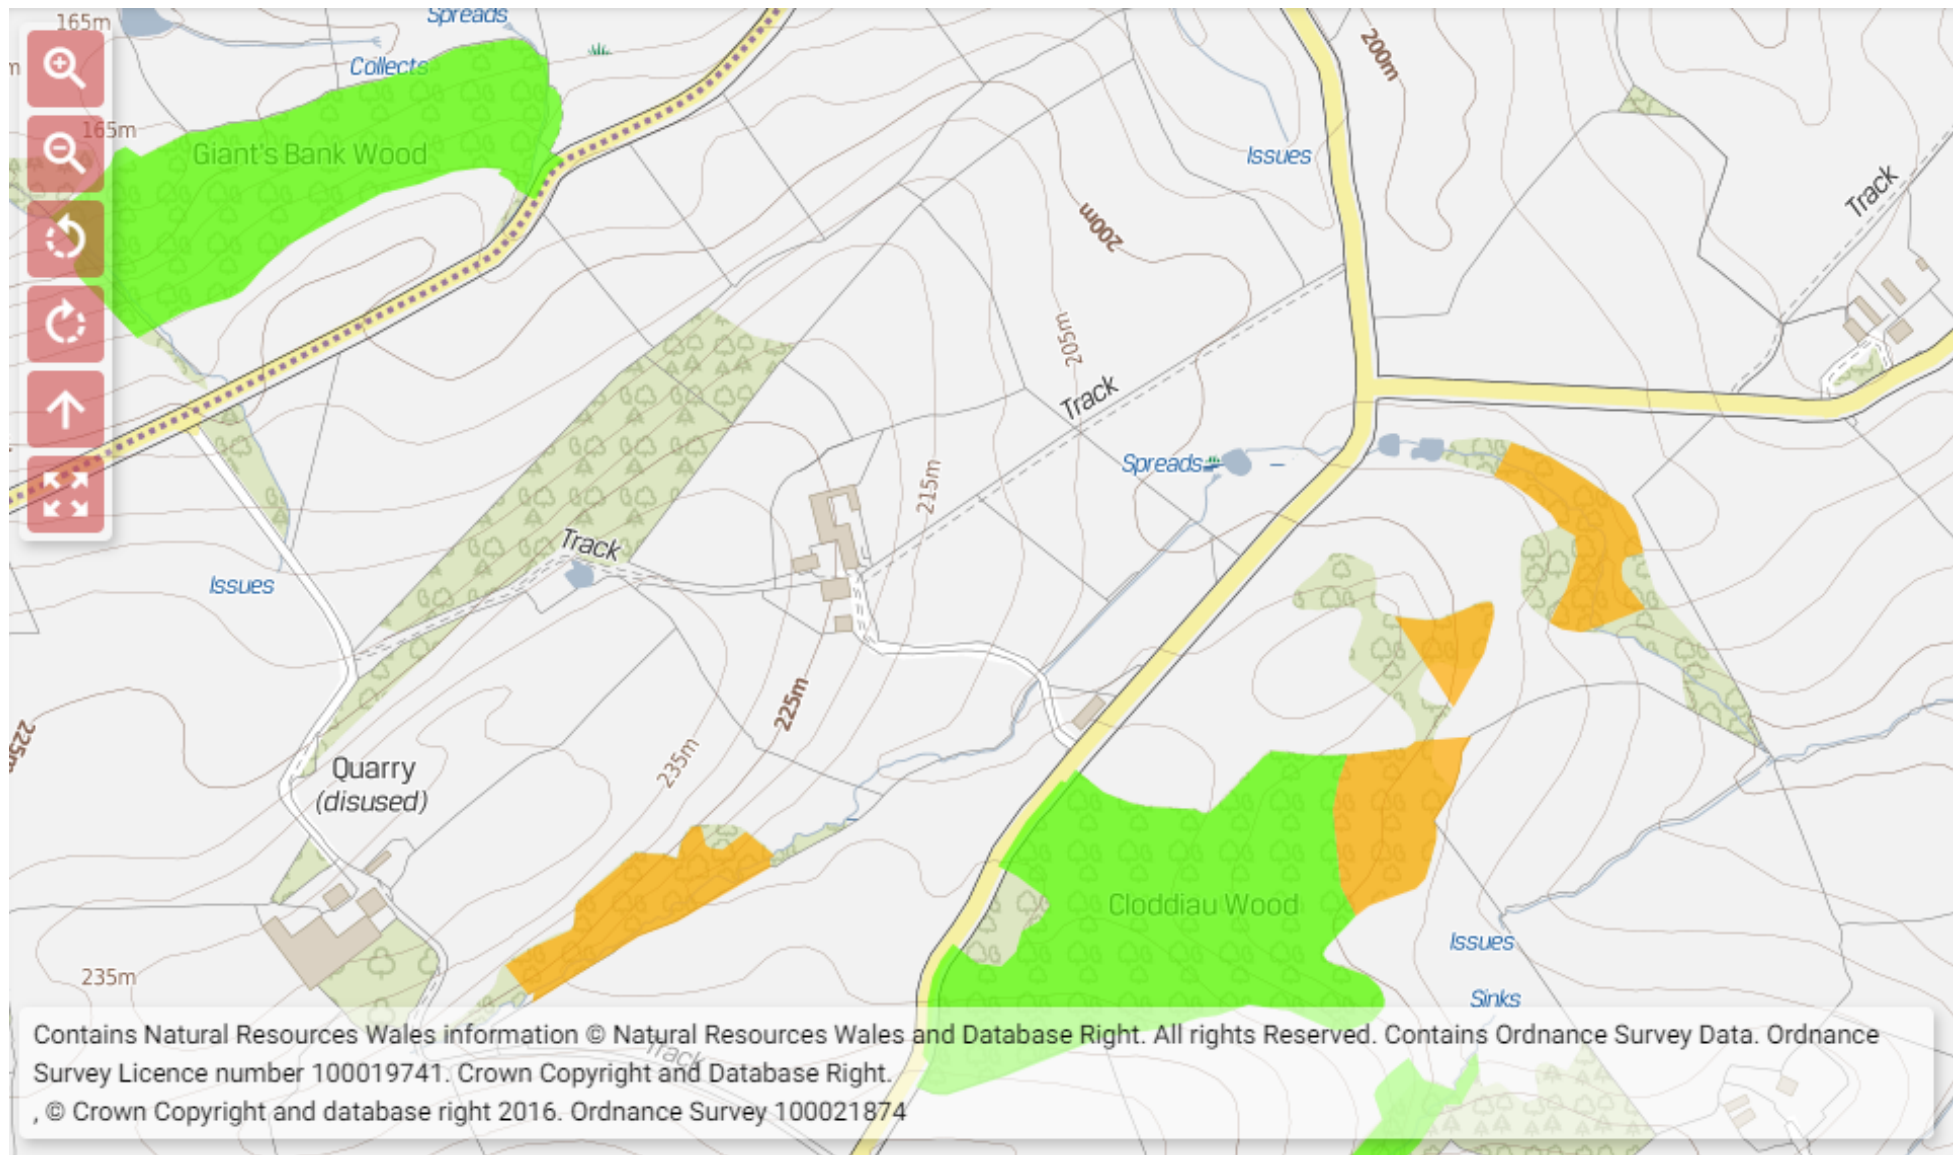 Spreads
165m
200m
Collects
m
165m
Giant's Bank Wood
Issues
Track
200m
205m
Track
Spreads
215m
Track
Issues
225m
225m
235m
Quarry
(disused)
Cloddiau Wood
Issues
235m
Sinks
Contains Natural Resources Wales information © Natural Resources Wales and Database Right. All rights Reserved. Contains Ordnance Survey Data. Ordnance
Track
Survey Licence number 100019741. Crown Copyright and Database Right.
, © Crown Copyright and database right 2016. Ordnance Survey 100021874